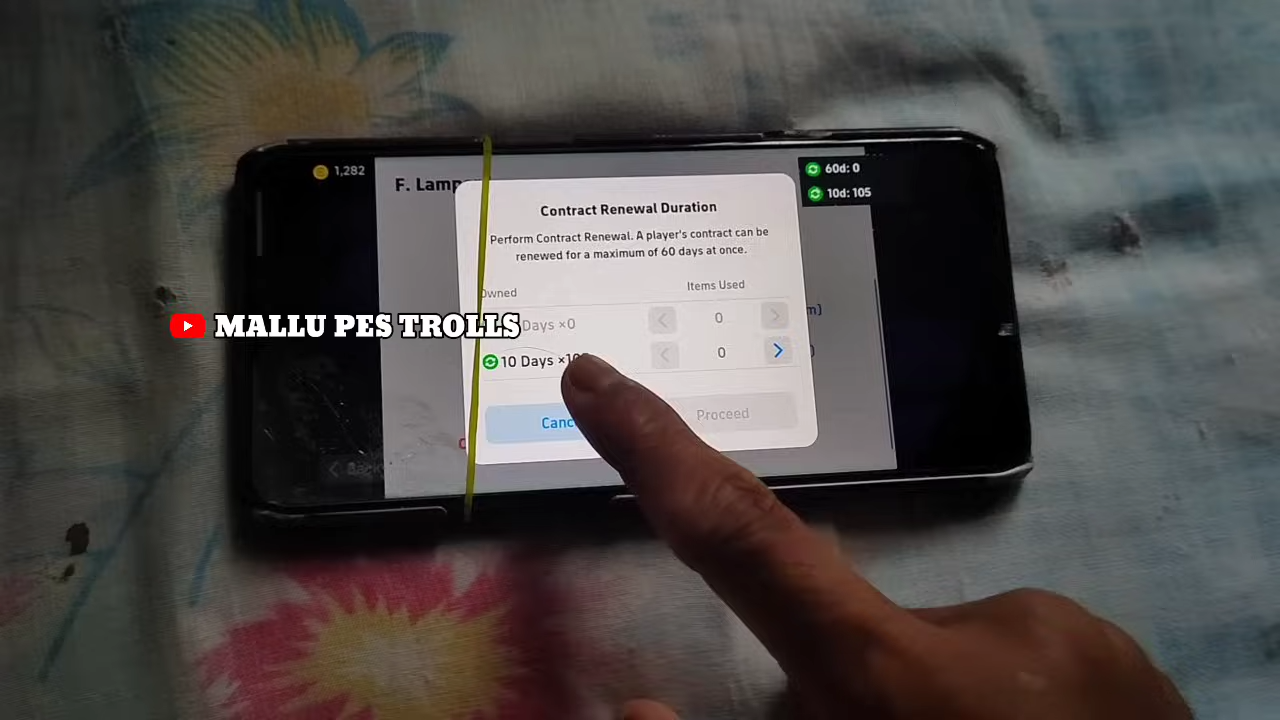 1,282
F. Lamp
60d: 0
10d: 105
Contract Renewal Duration
Perform Contract Renewal. A player's contract can be
renewed for a maximum of 60 days at once.
Owned
Items Used
Days ×0
0
10 Days ×10
0
MALLU PES TROLLS
Proceed
Back